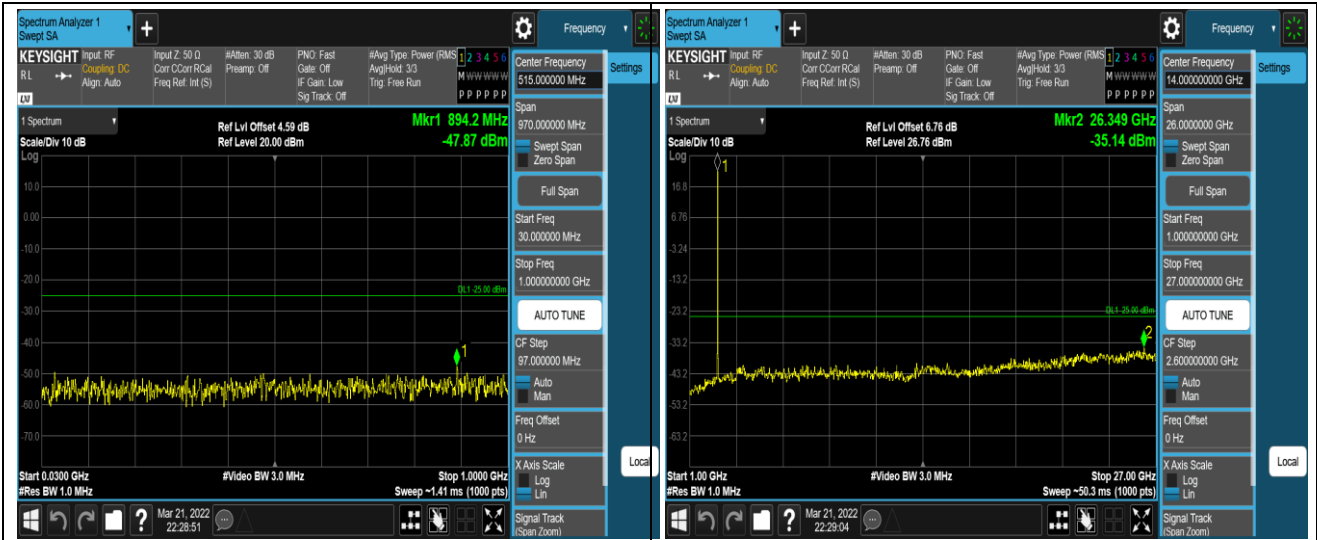 Spectrum Analyzer 1
Swept SA
+
Frequency
KEYSIGHT
RL
LXI
Input: RF
Coupling: DC
Align: Auto
Input Z: 50 Ω
Corr CCorr RCal
Freq Ref: Int (S)
#Atten: 30 dB
Preamp: Off
PNO: Fast
Gate: Off
IF Gain: Low
Sig Track: Off
#Avg Type: Power (RMS
Avg|Hold: 3/3
Trig: Free Run
1 2 3 4 5 6
M W W W W W
P P P P P P
Center Frequency
515.000000 MHz
Settings
Span
970.000000 MHz
Swept Span
Zero Span
Full Span
Start Freq
30.000000 MHz
Stop Freq
1.000000000 GHz
AUTO TUNE
CF Step
97.000000 MHz
Auto
Man
Freq Offset
0 Hz
X Axis Scale
Log
Lin
Local
Signal Track
(Span Zoom)
1 Spectrum
Scale/Div 10 dB
Log
Ref Lvl Offset 4.59 dB
Ref Level 20.00 dBm
Mkr1 894.2 MHz
-47.87 dBm
10.0
0.00
-10.0
-20.0
DL1 -25.00 dBm
-30.0
-40.0
1
-50.0
-60.0
-70.0
Start 0.0300 GHz
#Res BW 1.0 MHz
#Video BW 3.0 MHz
Stop 1.0000 GHz
Sweep ~1.41 ms (1000 pts)
?
Mar 21, 2022
22:28:51
Spectrum Analyzer 1
Swept SA
+
Frequency
KEYSIGHT
RL
LXI
Input: RF
Coupling: DC
Align: Auto
Input Z: 50 Ω
Corr CCorr RCal
Freq Ref: Int (S)
#Atten: 30 dB
Preamp: Off
PNO: Fast
Gate: Off
IF Gain: Low
Sig Track: Off
#Avg Type: Power (RMS
Avg|Hold: 3/3
Trig: Free Run
1 2 3 4 5 6
M W W W W W
P P P P P P
Center Frequency
14.000000000 GHz
Settings
Span
26.0000000 GHz
Swept Span
Zero Span
Full Span
Start Freq
1.000000000 GHz
Stop Freq
27.000000000 GHz
AUTO TUNE
CF Step
2.600000000 GHz
Auto
Man
Freq Offset
0 Hz
X Axis Scale
Log
Lin
Local
Signal Track
(Span Zoom)
1 Spectrum
Scale/Div 10 dB
Log
Ref Lvl Offset 6.76 dB
Ref Level 26.76 dBm
Mkr2 26.349 GHz
-35.14 dBm
1
16.8
6.76
-3.24
-13.2
-23.2
DL1 -25.00 dBm
2
-33.2
-43.2
-53.2
-63.2
Start 1.00 GHz
#Res BW 1.0 MHz
#Video BW 3.0 MHz
Stop 27.00 GHz
Sweep ~50.3 ms (1000 pts)
?
Mar 21, 2022
22:29:04